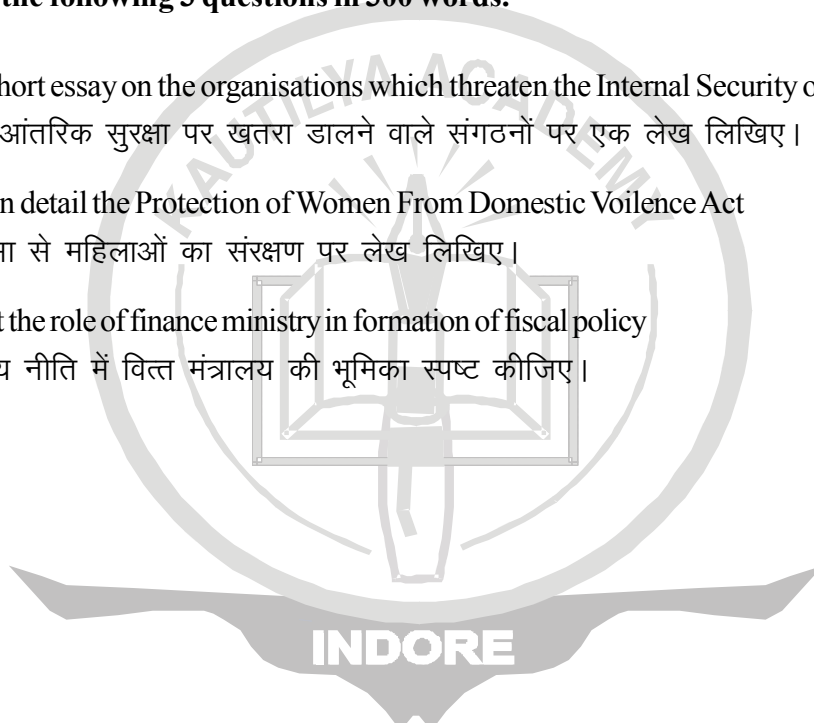 the following 3 questions in 300 words.
hort essay on the organisations which threaten the Internal Security o
आंतरिक सुरक्षा पर खतरा डालने वाले संगठनों पर एक लेख लिखिए।
n detail the Protection of Women From Domestic Voilence Act
सा से महिलाओं का संरक्षण पर लेख लिखिए।
t the role of finance ministry in formation of fiscal policy
य नीति में वित्त मंत्रालय की भूमिका स्पष्ट कीजिए।
KAUTILYA ACADEMY
INDORE